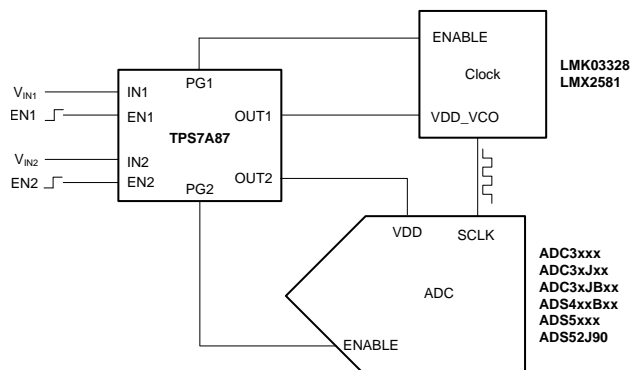 ENABLE
Clock
VDD_VCO
LMK03328
LMX2581
PG1
VIN1
IN1
EN1
EN1
OUT1
TPS7A87
VIN2
IN2
EN2
EN2
OUT2
PG2
VDD
SCLK
ADC
ENABLE
ADC3xxx
ADC3xJxx
ADC3xJBxx
ADS4xxBxx
ADS5xxx
ADS52J90